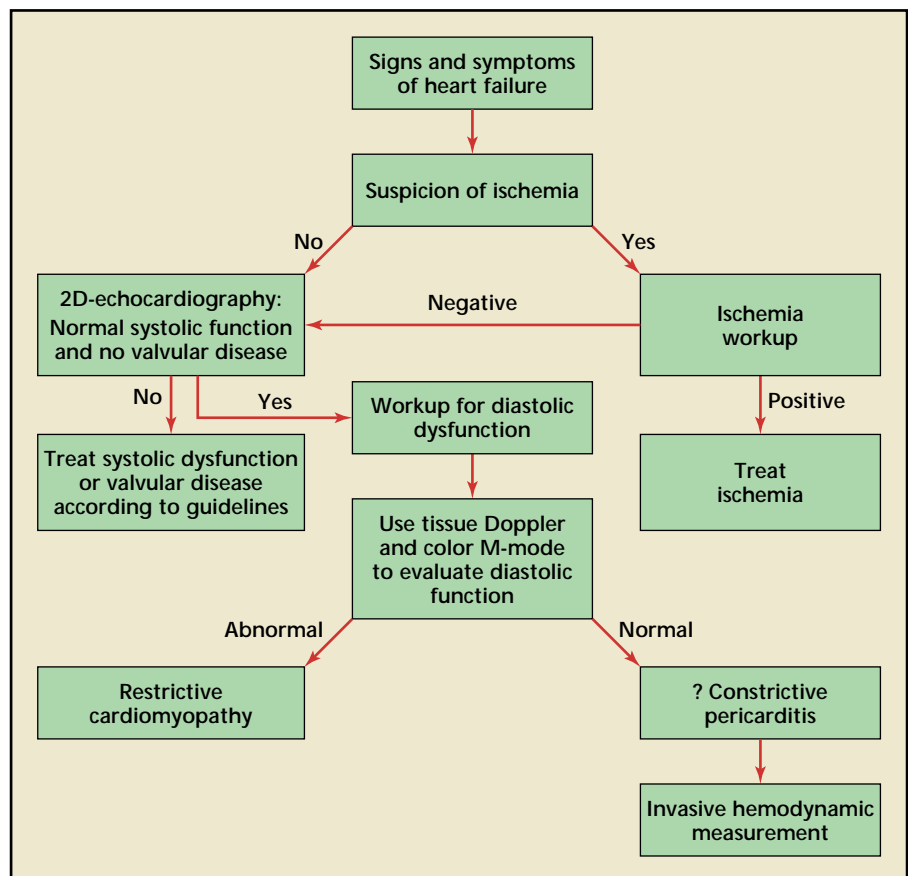 Signs and symptoms
of heart failure
Suspicion of ischemia
No
Yes
2D-echocardiography:
Normal systolic function
and no valvular disease
Negative
Ischemia
workup
No
Yes
Workup for diastolic
dysfunction
Positive
Treat systolic dysfunction
or valvular disease
according to guidelines
Treat
ischemia
Use tissue Doppler
and color M-mode
to evaluate diastolic
function
Abnormal
Normal
Restrictive
cardiomyopathy
? Constrictive
pericarditis
Invasive hemodynamic
measurement